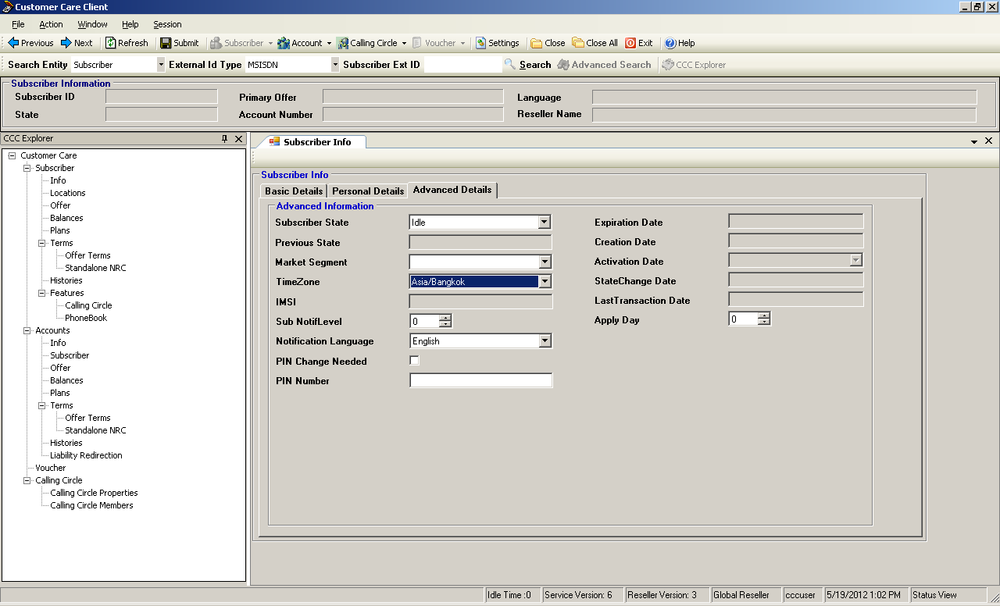 Customer Care Client
File Action Window Help Session
Previous Next Refresh Submit Subscriber Account Calling Circle Voucher Settings Close Close All Exit Help
Search Entity Subscriber External Id Type MSISDN Subscriber Ext ID Search Advanced Search CCC Explorer
Subscriber Information
Subscriber ID Primary Offer Language
State Account Number Reseller Name
CCC Explorer
Customer Care
Subscriber
Info
Locations
Offer
Balances
Plans
Terms
Offer Terms
Standalone NRC
Histories
Features
Calling Circle
PhoneBook
Accounts
Info
Subscriber
Offer
Balances
Plans
Terms
Offer Terms
Standalone NRC
Histories
Liability Redirection
Voucher
Calling Circle
Calling Circle Properties
Calling Circle Members
Subscriber Info
Subscriber Info
Basic Details Personal Details Advanced Details
Advanced Information
Subscriber State Idle
Previous State
Market Segment
TimeZone Asia/Bangkok
IMSI
Sub NotifLevel 0
Notification Language English
PIN Change Needed
PIN Number
Expiration Date
Creation Date
Activation Date
StateChange Date
LastTransaction Date
Apply Day 0
Idle Time :0 Service Version: 6 Reseller Version: 3 Global Reseller cccuser 5/19/2012 1:02 PM Status View